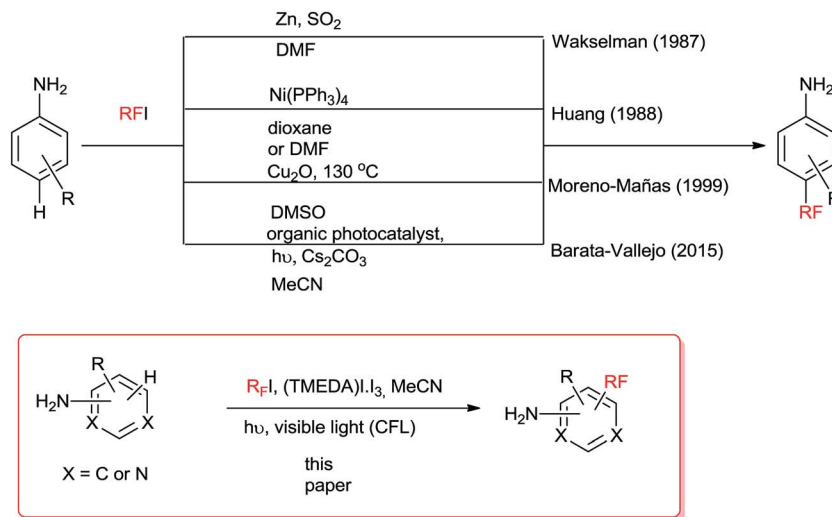 Zn, SO2
DMF
Wakselman (1987)
NH2
RFI
R
H
Ni(PPh3)4
dioxane
or DMF
Huang (1988)
Cu2O, 130 oC
DMSO
Moreno-Mañas (1999)
organic photocatalyst,
hυ, Cs2CO3
MeCN
Barata-Vallejo (2015)
NH2
R
RF
R
H
H2N
X
X
X = C or N
RFI, (TMEDA)I.I3, MeCN
hυ, visible light (CFL)
this
paper
R
RF
H2N
X
X